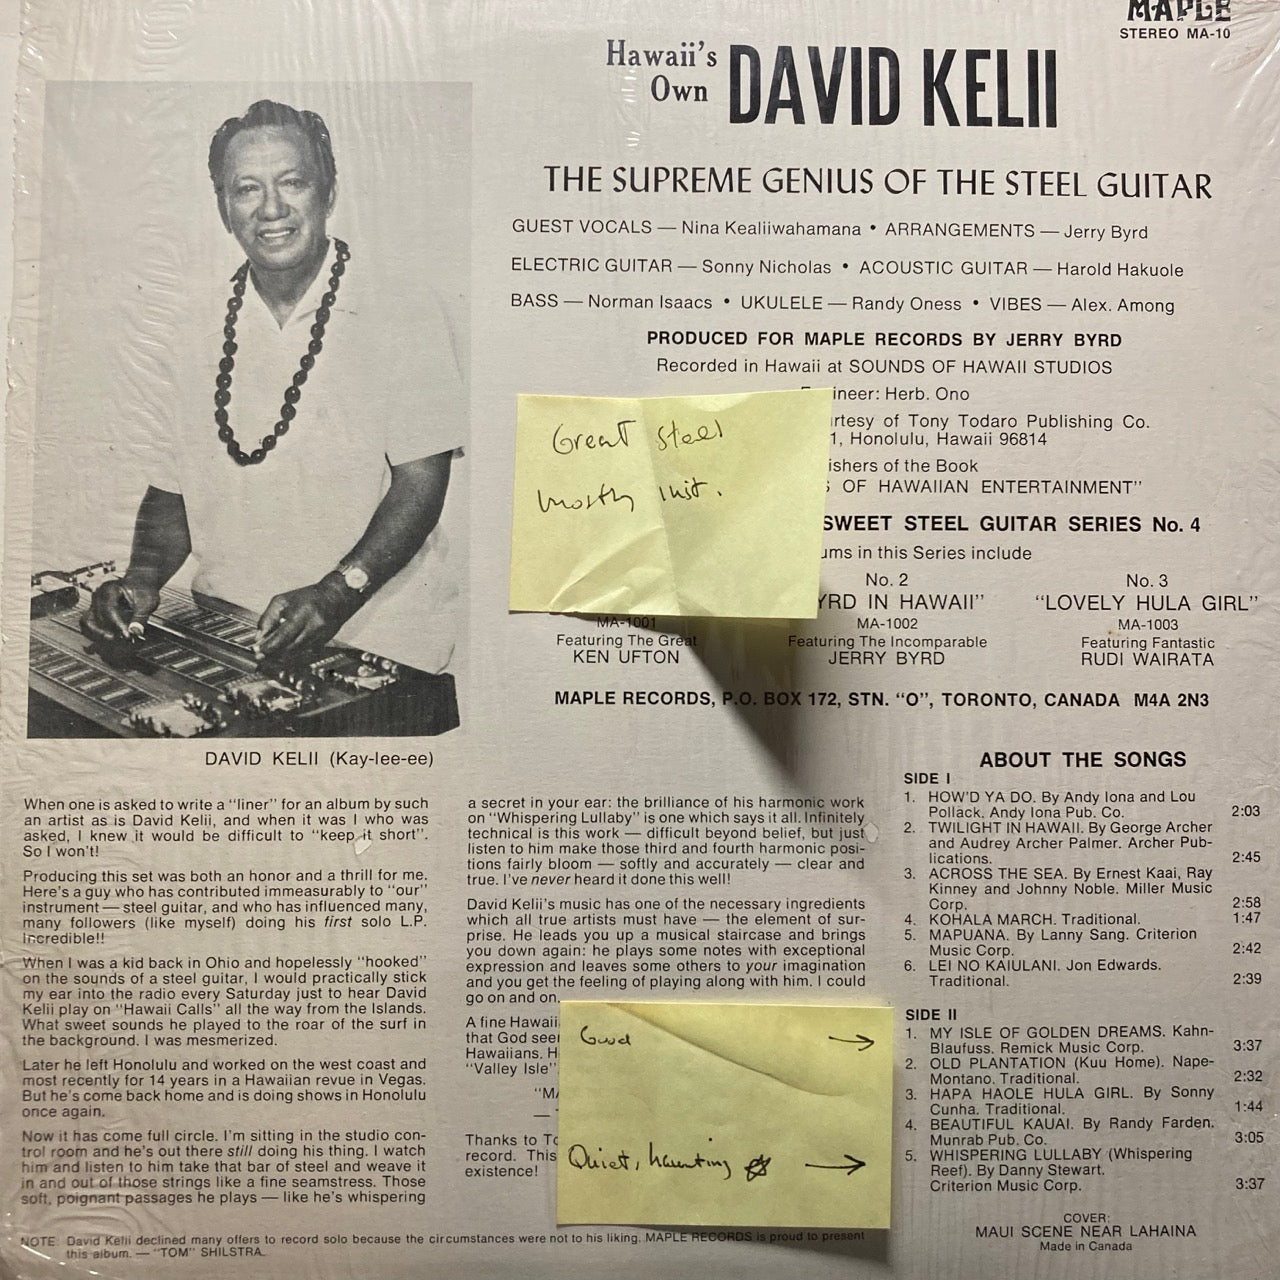 MAPLE
STEREO MA-10
Hawaii's
Own
DAVID KELII
THE SUPREME GENIUS OF THE STEEL GUITAR
GUEST VOCALS — Nina Kealiiwahamana • ARRANGEMENTS — Jerry Byrd
ELECTRIC GUITAR — Sonny Nicholas • ACOUSTIC GUITAR — Harold Hakuole
BASS — Norman Isaacs • UKULELE — Randy Oness • VIBES — Alex. Among
PRODUCED FOR MAPLE RECORDS BY JERRY BYRD
Recorded in Hawaii at SOUNDS OF HAWAII STUDIOS
ineer: Herb. Ono
rtesy of Tony Todaro Publishing Co.
1, Honolulu, Hawaii 96814
ishers of the Book
OF HAWAIIAN ENTERTAINMENT"
Great steel
mostly inst.
SWEET STEEL GUITAR SERIES No. 4
ums in this Series include
MA-1001
Featuring The Great
KEN UFTON
No. 2
YRD IN HAWAII"
MA-1002
Featuring The Incomparable
JERRY BYRD
No. 3
"LOVELY HULA GIRL"
MA-1003
Featuring Fantastic
RUDI WAIRATA
MAPLE RECORDS, P.O. BOX 172, STN. "O", TORONTO, CANADA M4A 2N3
DAVID KELII (Kay-lee-ee)
When one is asked to write a "liner" for an album by such
an artist as is David Kelii, and when it was I who was
asked, I knew it would be difficult to "keep it short".
So I won't!
Producing this set was both an honor and a thrill for me.
Here's a guy who has contributed immeasurably to "our"
instrument — steel guitar, and who has influenced many,
many followers (like myself) doing his first solo L.P.
Incredible!!
When I was a kid back in Ohio and hopelessly "hooked"
on the sounds of a steel guitar, I would practically stick
my ear into the radio every Saturday just to hear David
Kelii play on "Hawaii Calls" all the way from the Islands.
What sweet sounds he played to the roar of the surf in
the background. I was mesmerized.
Later he left Honolulu and worked on the west coast and
most recently for 14 years in a Hawaiian revue in Vegas.
But he's come back home and is doing shows in Honolulu
once again.
Now it has come full circle. I'm sitting in the studio con-
trol room and he's out there still doing his thing. I watch
him and listen to him take that bar of steel and weave it
in and out of those strings like a fine seamstress. Those
soft, poignant passages he plays — like he's whispering
a secret in your ear: the brilliance of his harmonic work
on "Whispering Lullaby" is one which says it all. Infinitely
technical is this work — difficult beyond belief, but just
listen to him make those third and fourth harmonic posi-
tions fairly bloom — softly and accurately — clear and
true. I've never heard it done this well!
David Kelii's music has one of the necessary ingredients
which all true artists must have — the element of sur-
prise. He leads you up a musical staircase and brings
you down again: he plays some notes with exceptional
expression and leaves some others to your imagination
and you get the feeling of playing along with him. I could
go on and on.
A fine Hawaii
that God seer
Hawaiians. H
"Valley Isle"
"MA
—
Thanks to To
record. This
existence!
Good →
Quiet, haunting ☆ →
ABOUT THE SONGS
SIDE I
1. HOW'D YA DO. By Andy Iona and Lou
Pollack. Andy Iona Pub. Co. 2:03
2. TWILIGHT IN HAWAII. By George Archer
and Audrey Archer Palmer. Archer Pub-
lications. 2:45
3. ACROSS THE SEA. By Ernest Kaai, Ray
Kinney and Johnny Noble. Miller Music
Corp. 2:58
4. KOHALA MARCH. Traditional. 1:47
5. MAPUANA. By Lanny Sang. Criterion
Music Corp. 2:42
6. LEI NO KAIULANI. Jon Edwards.
Traditional. 2:39
SIDE II
1. MY ISLE OF GOLDEN DREAMS. Kahn-
Blaufuss. Remick Music Corp. 3:37
2. OLD PLANTATION (Kuu Home). Nape-
Montano. Traditional. 2:32
3. HAPA HAOLE HULA GIRL. By Sonny
Cunha. Traditional. 1:44
4. BEAUTIFUL KAUAI. By Randy Farden.
Munrab Pub. Co. 3:05
5. WHISPERING LULLABY (Whispering
Reef). By Danny Stewart.
Criterion Music Corp. 3:37
COVER:
MAUI SCENE NEAR LAHAINA
Made in Canada
NOTE: David Kelii declined many offers to record solo because the circumstances were not to his liking. MAPLE RECORDS is proud to present
this album. — "TOM" SHILSTRA.